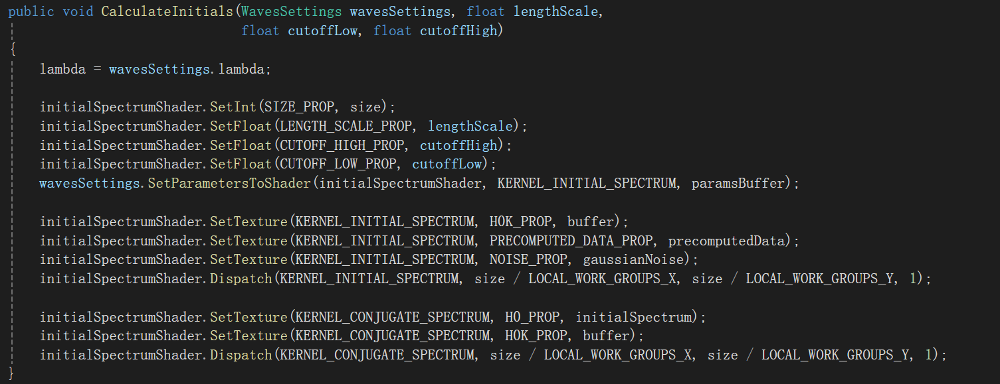 public void CalculateInitials(WavesSettings wavesSettings, float lengthScale,
                              float cutoffLow, float cutoffHigh)
{
    lambda = wavesSettings.lambda;

    initialSpectrumShader.SetInt(SIZE_PROP, size);
    initialSpectrumShader.SetFloat(LENGTH_SCALE_PROP, lengthScale);
    initialSpectrumShader.SetFloat(CUTOFF_HIGH_PROP, cutoffHigh);
    initialSpectrumShader.SetFloat(CUTOFF_LOW_PROP, cutoffLow);
    wavesSettings.SetParametersToShader(initialSpectrumShader, KERNEL_INITIAL_SPECTRUM, paramsBuffer);

    initialSpectrumShader.SetTexture(KERNEL_INITIAL_SPECTRUM, H0K_PROP, buffer);
    initialSpectrumShader.SetTexture(KERNEL_INITIAL_SPECTRUM, PRECOMPUTED_DATA_PROP, precomputedData);
    initialSpectrumShader.SetTexture(KERNEL_INITIAL_SPECTRUM, NOISE_PROP, gaussianNoise);
    initialSpectrumShader.Dispatch(KERNEL_INITIAL_SPECTRUM, size / LOCAL_WORK_GROUPS_X, size / LOCAL_WORK_GROUPS_Y, 1);

    initialSpectrumShader.SetTexture(KERNEL_CONJUGATE_SPECTRUM, H0_PROP, initialSpectrum);
    initialSpectrumShader.SetTexture(KERNEL_CONJUGATE_SPECTRUM, H0K_PROP, buffer);
    initialSpectrumShader.Dispatch(KERNEL_CONJUGATE_SPECTRUM, size / LOCAL_WORK_GROUPS_X, size / LOCAL_WORK_GROUPS_Y, 1);
}